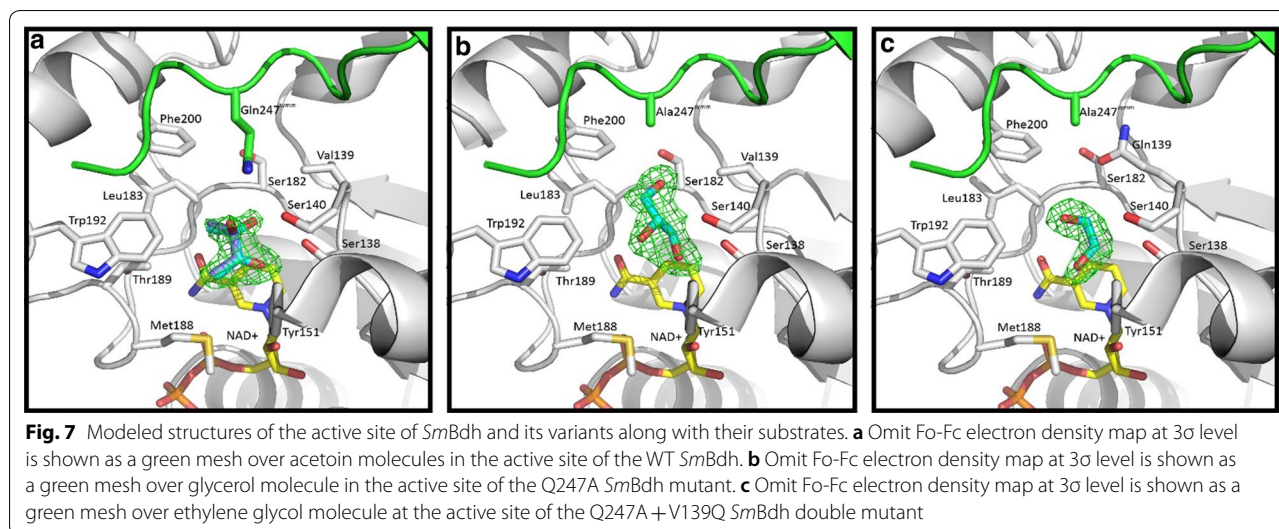 a
Gln247symm
Phe200
Val139
Ser182
Leu183
Ser140
Trp192
Ser138
Thr189
Met188
NAD+
Tyr151
b
Ala247symm
Phe200
Val139
Ser182
Leu183
Ser140
Trp192
Ser138
Thr189
Met188
NAD+
Tyr151
c
Ala247symm
Phe200
Gln139
Ser182
Leu183
Ser140
Trp192
Ser138
Thr189
Met188
NAD+
Tyr151
Fig. 7 Modeled structures of the active site of SmBdh and its variants along with their substrates. a Omit Fo-Fc electron density map at 3σ level
is shown as a green mesh over acetoin molecules in the active site of the WT SmBdh. b Omit Fo-Fc electron density map at 3σ level is shown as
a green mesh over glycerol molecule in the active site of the Q247A SmBdh mutant. c Omit Fo-Fc electron density map at 3σ level is shown as a
green mesh over ethylene glycol molecule at the active site of the Q247A + V139Q SmBdh double mutant